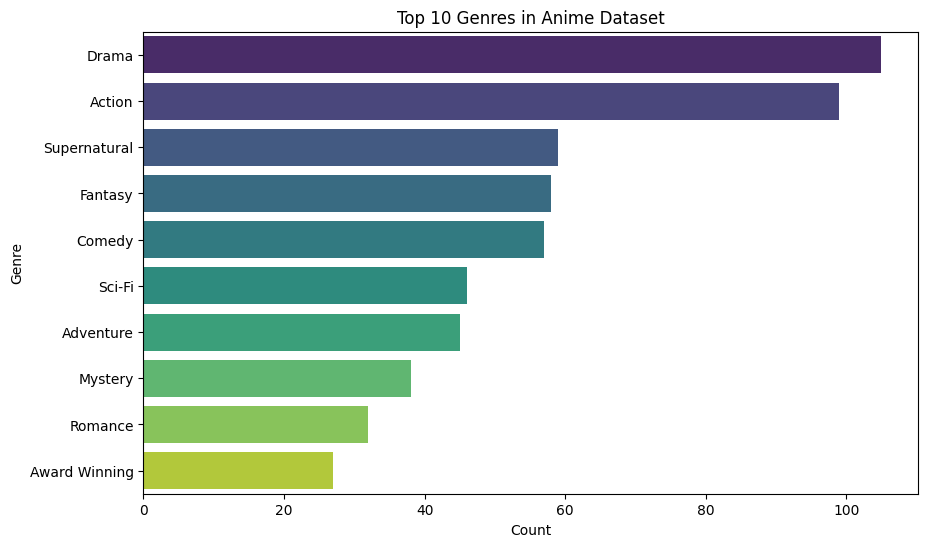 Top 10 Genres in Anime Dataset
Drama
Action
Supernatural
Fantasy
Comedy
Sci-Fi
Adventure
Mystery
Romance
Award Winning
Genre
0 20 40 60 80 100
Count